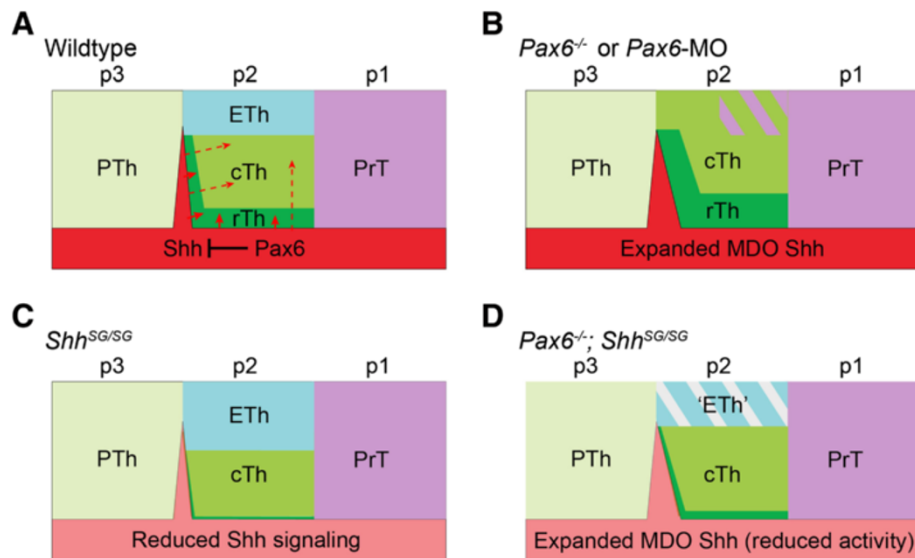 A
Wildtype
p3 p2 p1
ETh
PTh cTh PrT
rTh
Shh Pax6
B
Pax6-/- or Pax6-MO
p3 p2 p1
PTh cTh PrT
rTh
Expanded MDO Shh
C
ShhSG/SG
p3 p2 p1
ETh
PTh cTh PrT
Reduced Shh signaling
D
Pax6-/-; ShhSG/SG
p3 p2 p1
'ETh'
PTh cTh PrT
Expanded MDO Shh (reduced activity)